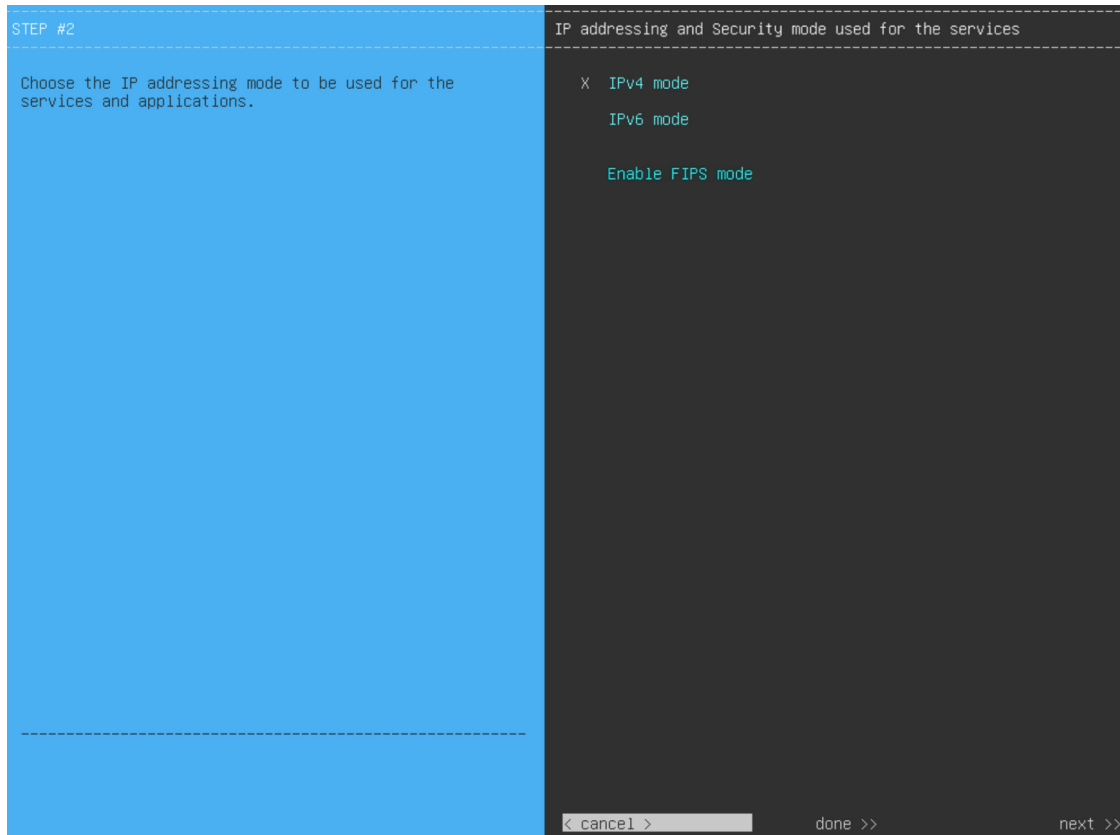 STEP #2
Choose the IP addressing mode to be used for the
services and applications.
IP addressing and Security mode used for the services
X IPv4 mode
IPv6 mode
Enable FIPS mode
< cancel > done >> next >>